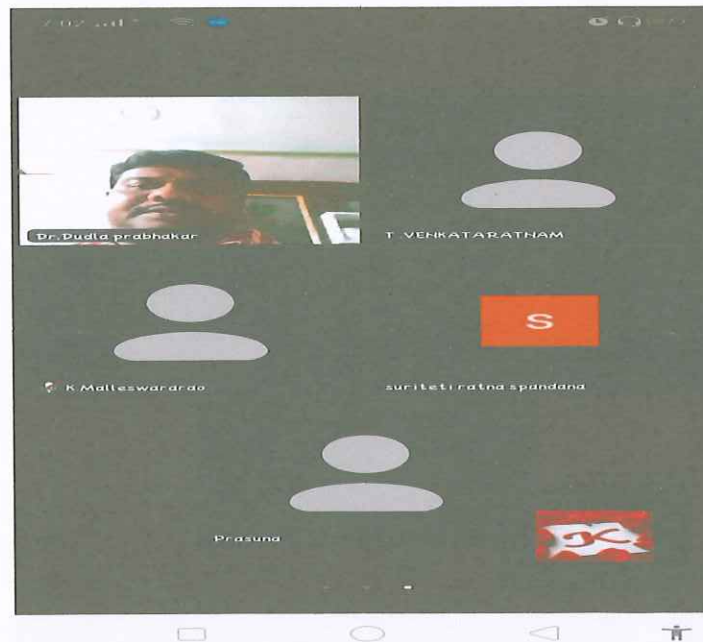 Dr.Dudla prabhakar
T .VENKATARATNAM
K Malleswararao
S
suriteti ratna spandana
Prasuna